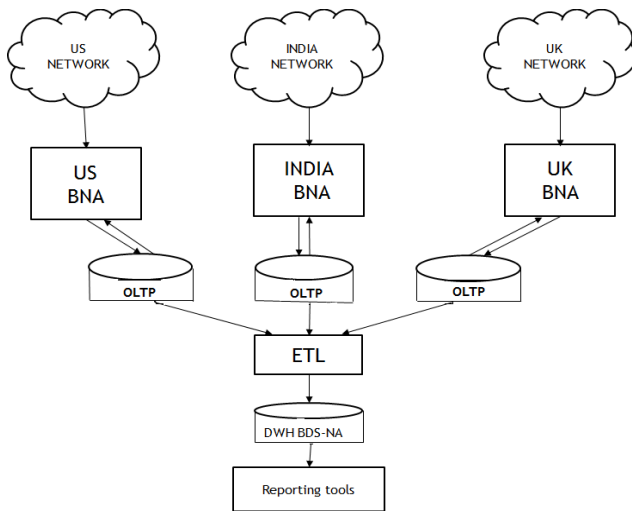 US
NETWORK
INDIA
NETWORK
UK
NETWORK
US
BNA
INDIA
BNA
UK
BNA
OLTP
OLTP
OLTP
ETL
DWH BDS-NA
Reporting tools